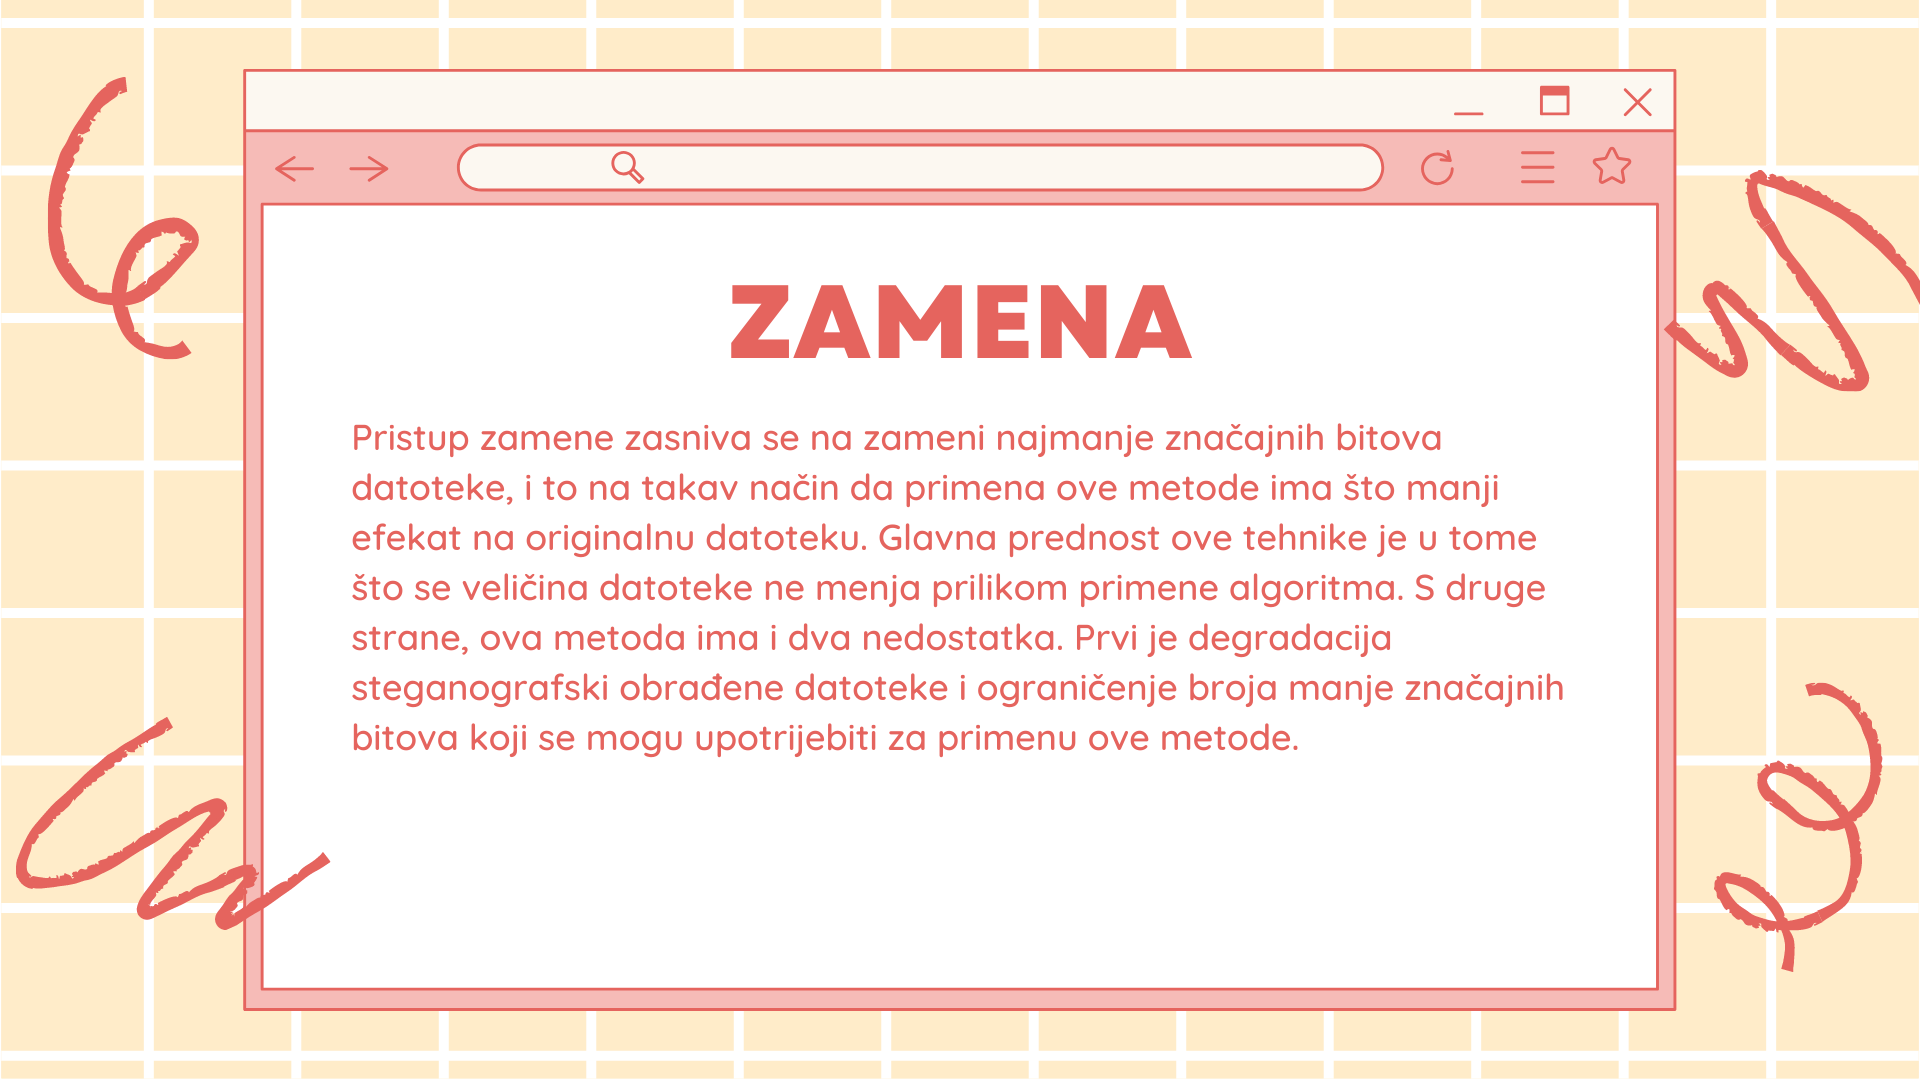 ZAMENA
Pristup zamene zasniva se na zameni najmanje značajnih bitova
datoteke, i to na takav način da primena ove metode ima što manji
efekat na originalnu datoteku. Glavna prednost ove tehnike je u tome
što se veličina datoteke ne menja prilikom primene algoritma. S druge
strane, ova metoda ima i dva nedostatka. Prvi je degradacija
steganografski obrađene datoteke i ograničenje broja manje značajnih
bitova koji se mogu upotrijebiti za primenu ove metode.